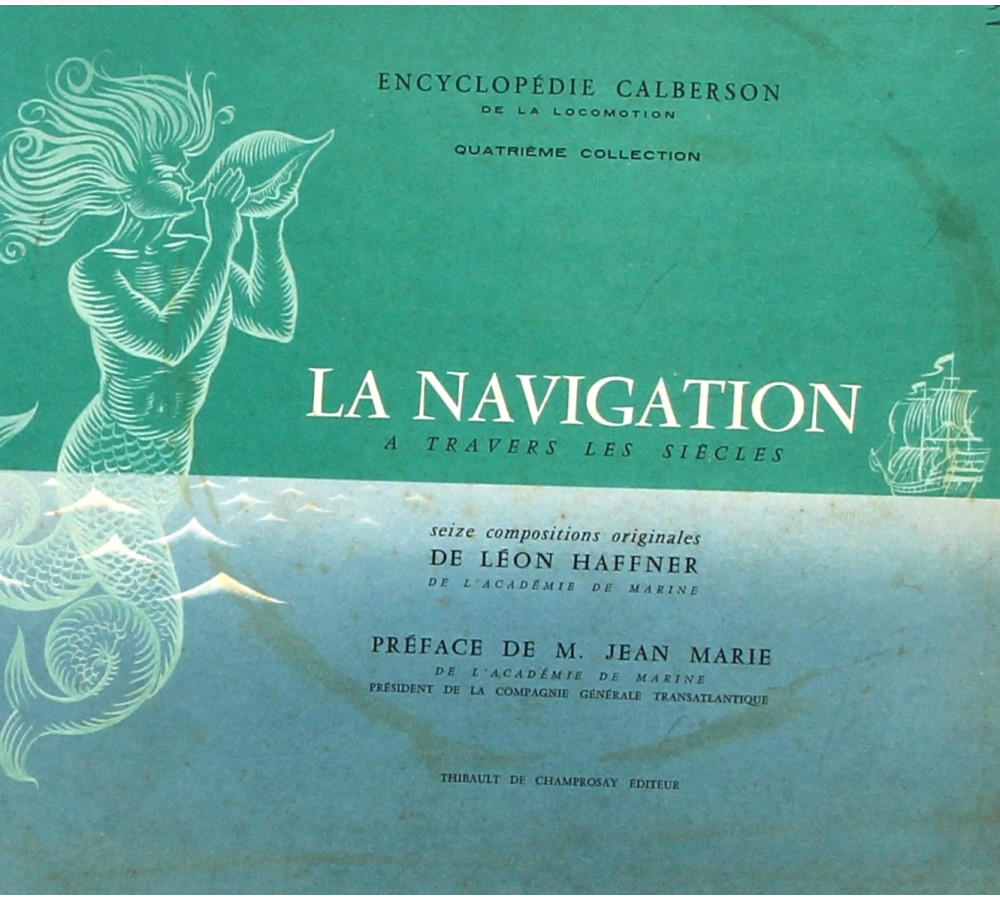 ENCYCLOPÉDIE CALBERSON
DE LA LOCOMOTION
QUATRIÈME COLLECTION
LA NAVIGATION
A TRAVERS LES SIÈCLES
seize compositions originales
DE LÉON HAFFNER
DE L'ACADÉMIE DE MARINE
PRÉFACE DE M. JEAN MARIE
DE L'ACADÉMIE DE MARINE
PRÉSIDENT DE LA COMPAGNIE GÉNÉRALE TRANSATLANTIQUE
THIBAULT DE CHAMPROSAY ÉDITEUR